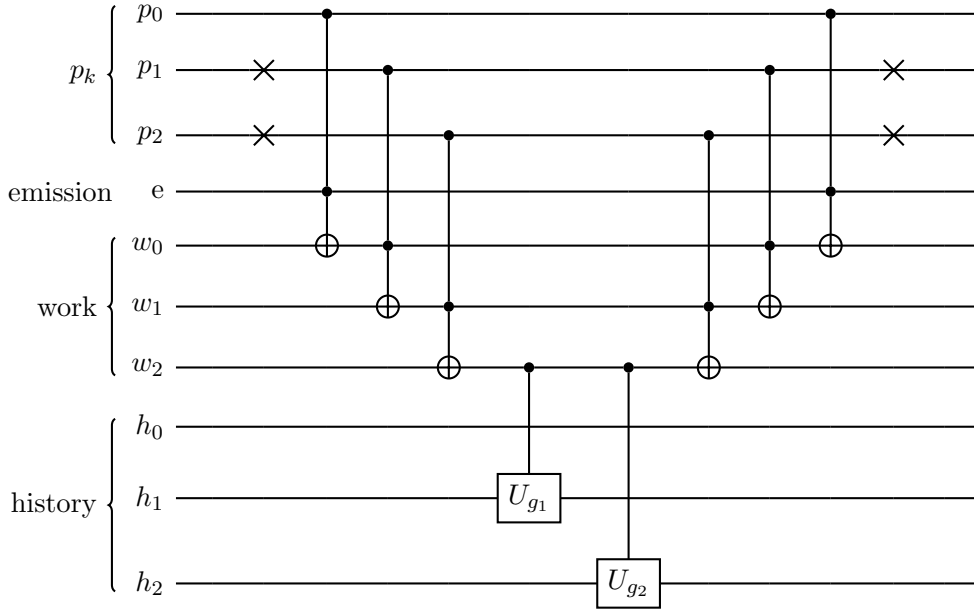 p_0
p_k
p_1
p_2
emission e
w_0
work w_1
w_2
h_0
history h_1 U_{g_1}
h_2 U_{g_2}